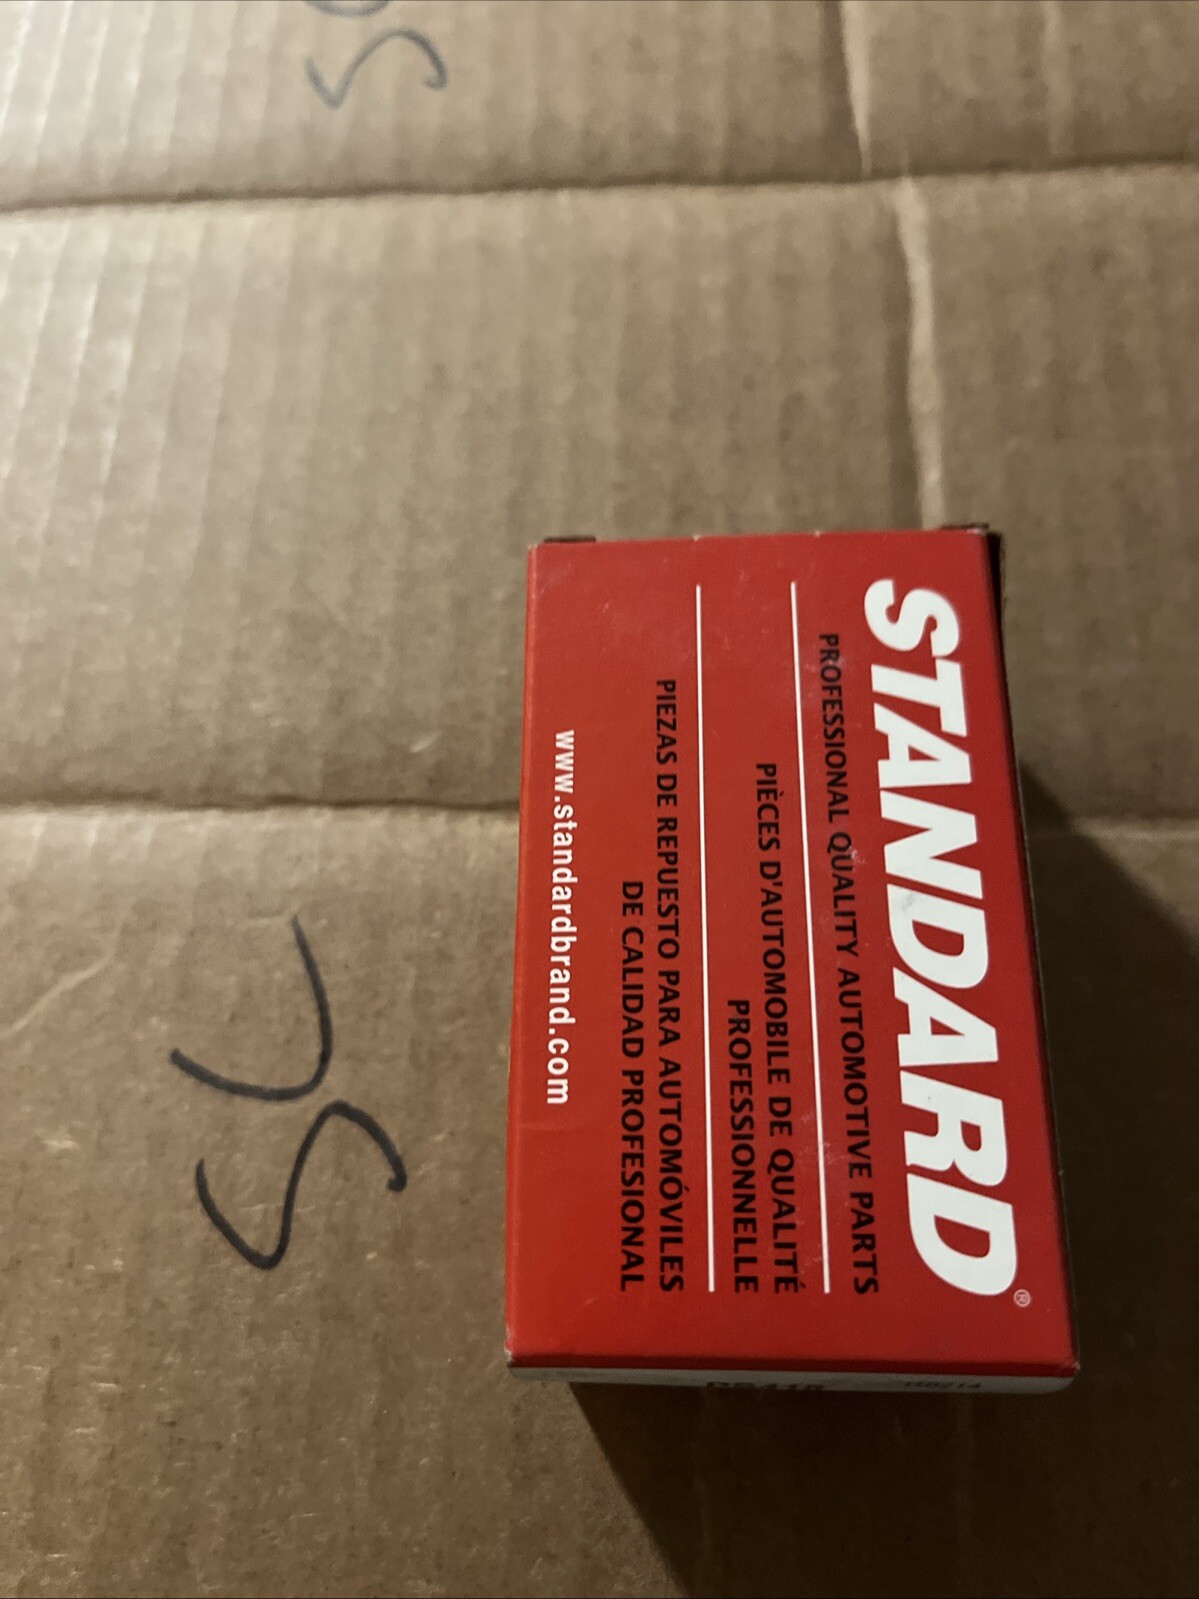 STANDARD®
PROFESSIONAL QUALITY AUTOMOTIVE PARTS
PIÈCES D'AUTOMOBILE DE QUALITÉ
PROFESSIONNELLE
PIEZAS DE REPUESTO PARA AUTOMÓVILES
DE CALIDAD PROFESIONAL
www.standardbrand.com